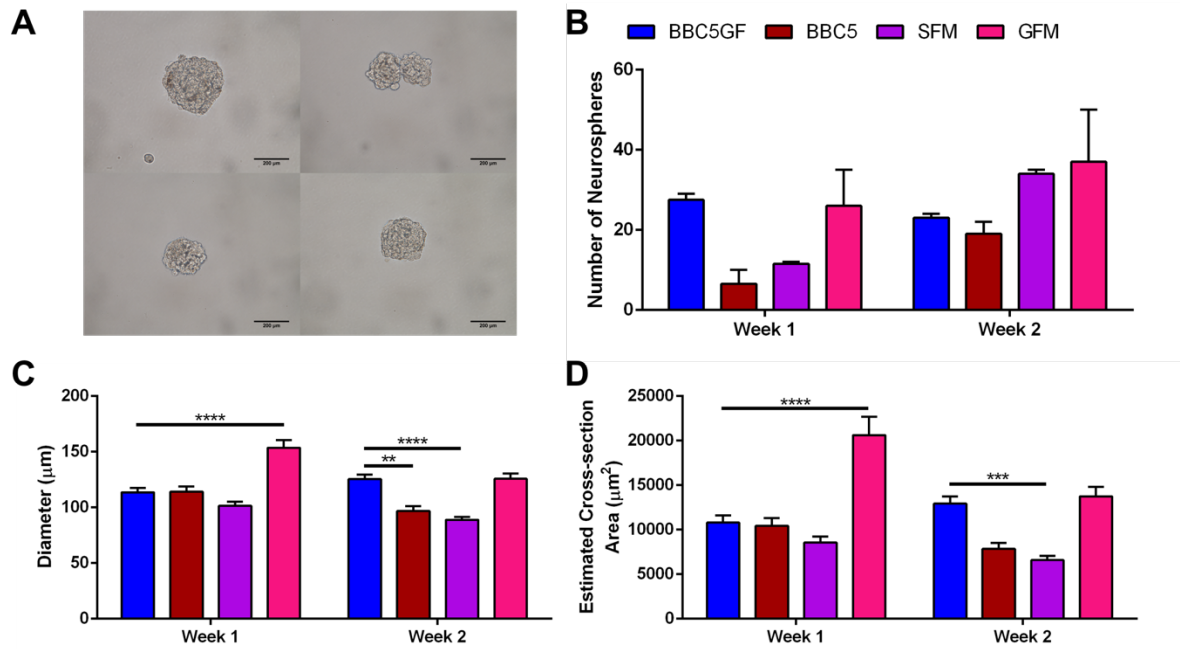 A
200 µm
200 µm
200 µm
200 µm
B
BBC5GF BBC5 SFM GFM
Number of Neurospheres
60
40
20
0
Week 1 Week 2
C
Diameter (µm)
200
150
100
50
0
****
****
**
Week 1 Week 2
D
Estimated Cross-section
Area (µm²)
25000
20000
15000
10000
5000
0
****
***
Week 1 Week 2